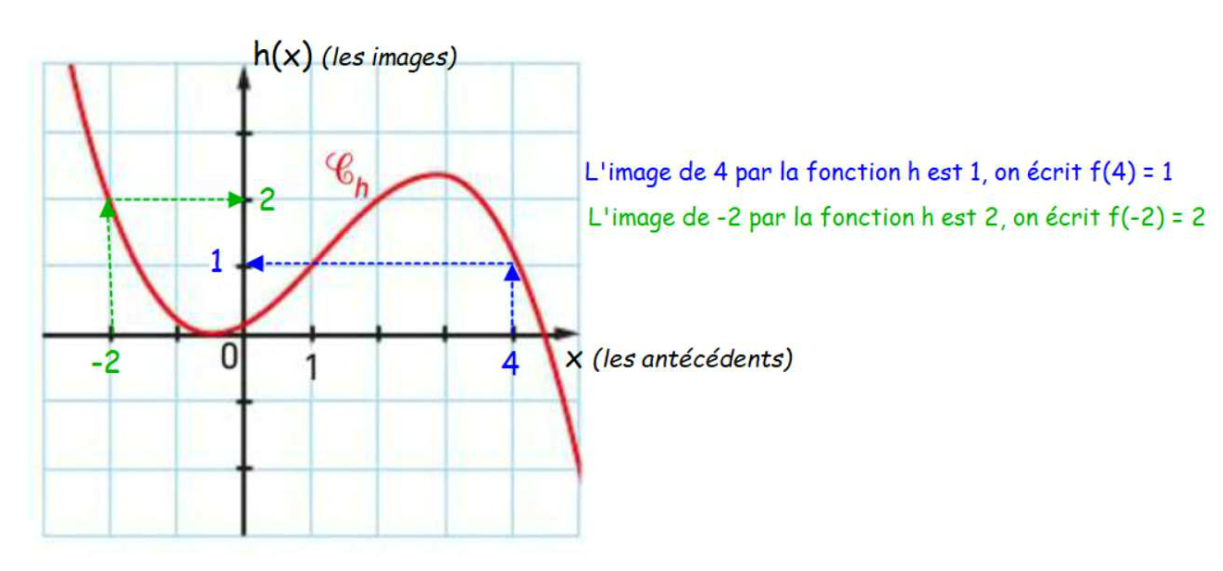 h(x) (les images)
𝒞h
L'image de 4 par la fonction h est 1, on écrit f(4) = 1
2
L'image de -2 par la fonction h est 2, on écrit f(-2) = 2
1
-2
0
1
4
x (les antécédents)